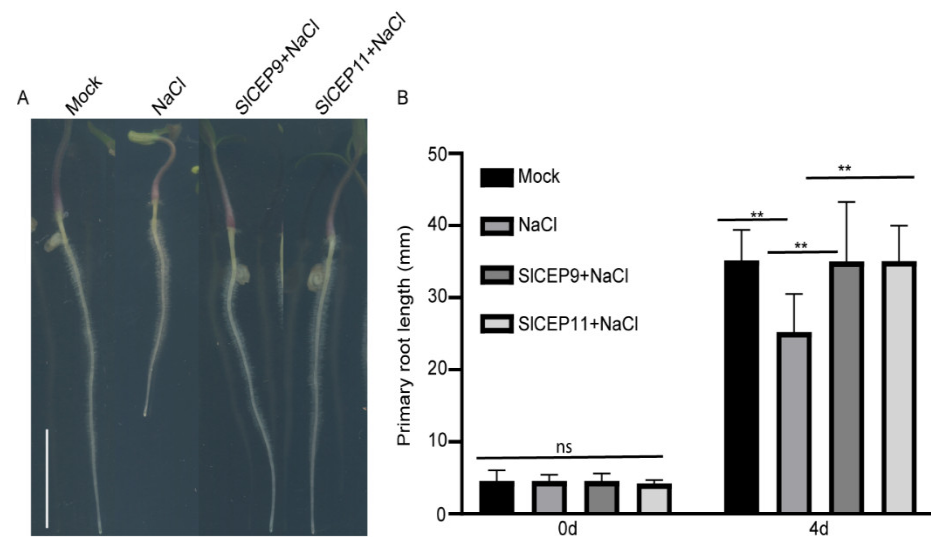 A
Mock
NaCl
SlCEP9+NaCl
SlCEP11+NaCl
B
Primary root length (mm)
50
40
30
20
10
0
Mock
NaCl
SlCEP9+NaCl
SlCEP11+NaCl
ns
**
**
**
0d
4d